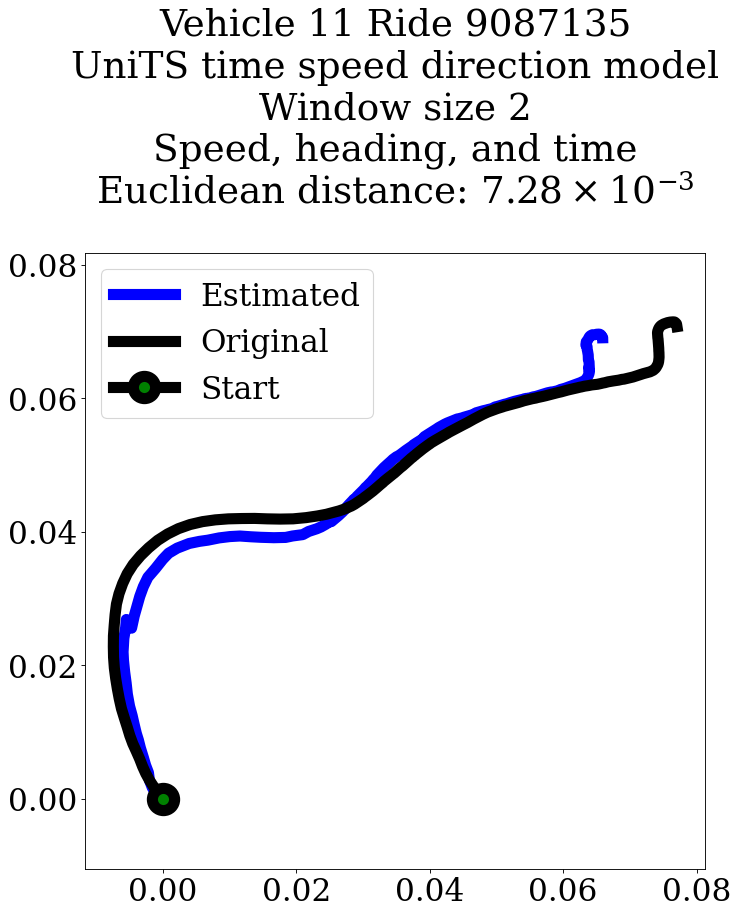 Vehicle 11 Ride 9087135
UniTS time speed direction model
Window size 2
Speed, heading, and time
Euclidean distance: 7.28 × 10⁻³
0.08
0.06
0.04
0.02
0.00
Estimated
Original
Start
0.00 0.02 0.04 0.06 0.08